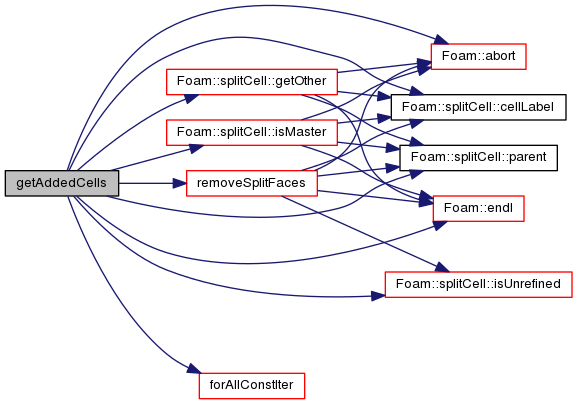 getAddedCells
Foam::splitCell::getOther
Foam::splitCell::isMaster
removeSplitFaces
forAllConstIter
Foam::abort
Foam::splitCell::cellLabel
Foam::splitCell::parent
Foam::endl
Foam::splitCell::isUnrefined